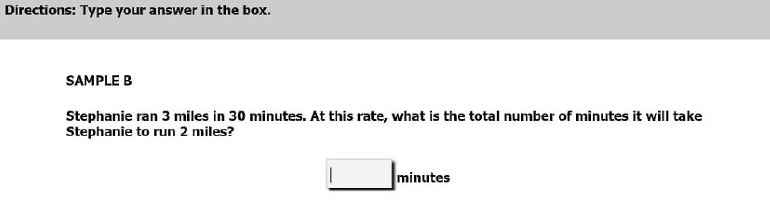 Directions: Type your answer in the box.
SAMPLE B
Stephanie ran 3 miles in 30 minutes. At this rate, what is the total number of minutes it will take
Stephanie to run 2 miles?
minutes